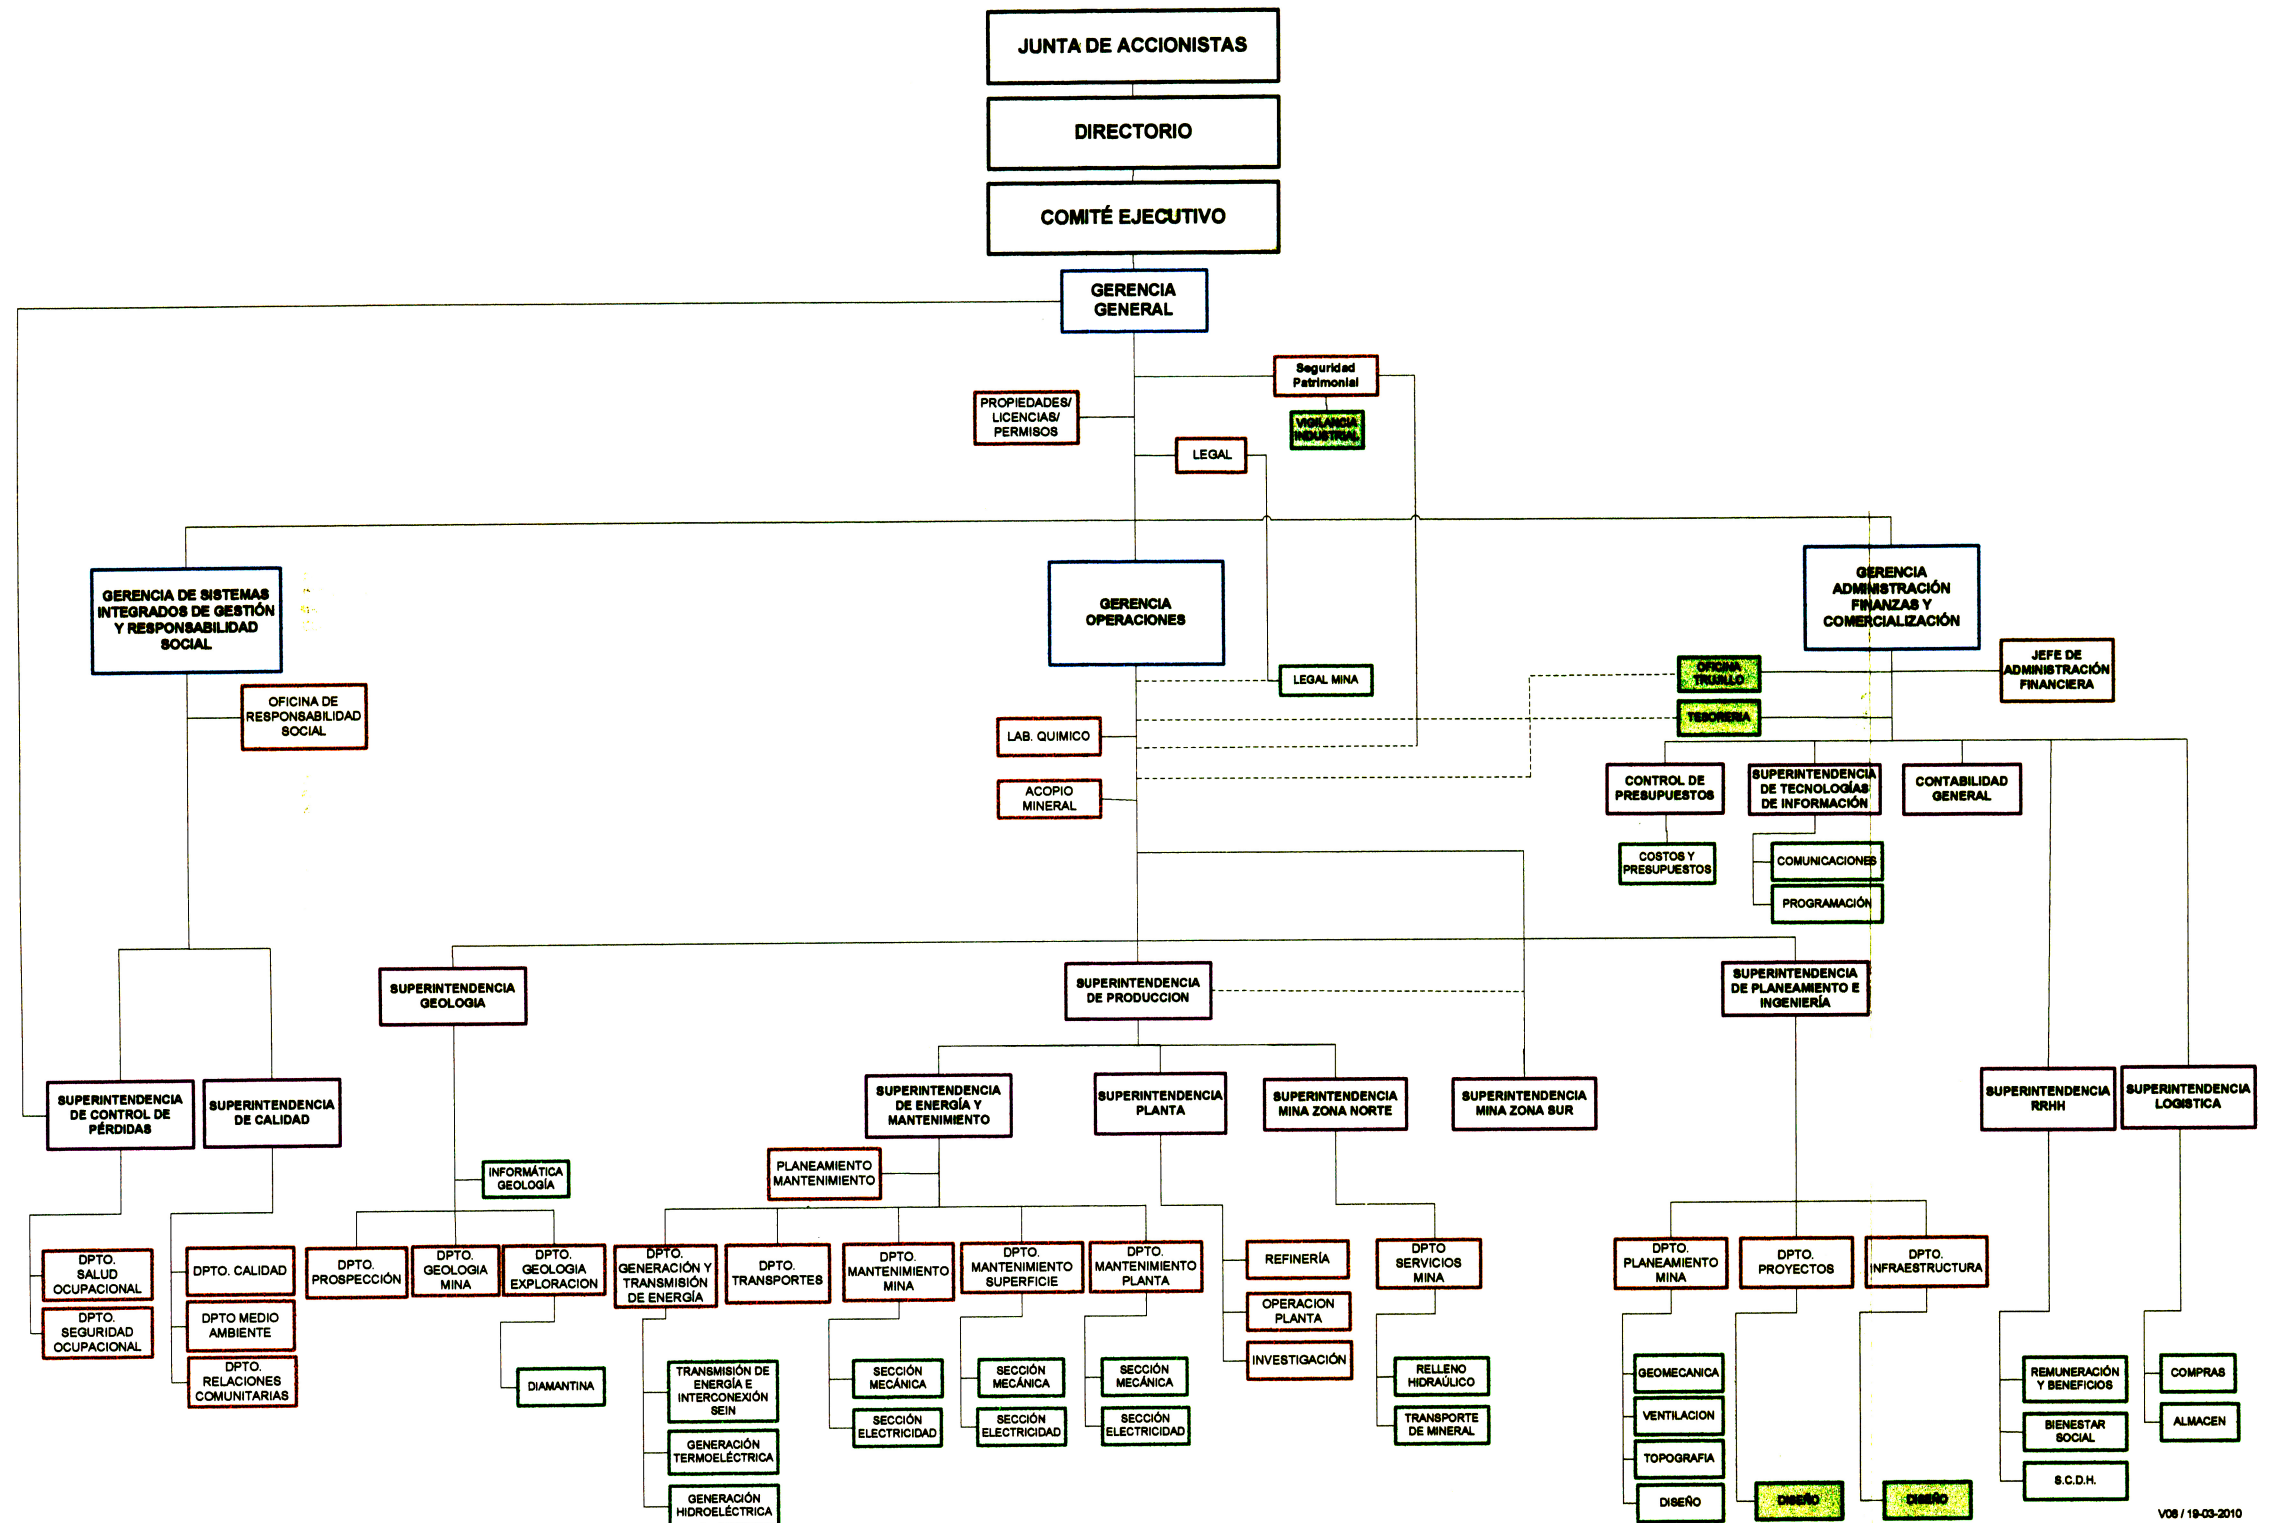 JUNTA DE ACCIONISTAS
DIRECTORIO
COMITÉ EJECUTIVO
GERENCIA
GENERAL
Seguridad
Patrimonial
VIGILANCIA
INDUSTRIAL
PROPIEDADES/
LICENCIAS/
PERMISOS
LEGAL
GERENCIA DE SISTEMAS
INTEGRADOS DE GESTIÓN
Y RESPONSABILIDAD
SOCIAL
GERENCIA
OPERACIONES
GERENCIA
ADMINISTRACIÓN
FINANZAS Y
COMERCIALIZACIÓN
OFICINA DE
RESPONSABILIDAD
SOCIAL
LEGAL MINA
OFICINA
TRUJILLO
JEFE DE
ADMINISTRACIÓN
FINANCIERA
TESORERIA
LAB. QUIMICO
ACOPIO
MINERAL
CONTROL DE
PRESUPUESTOS
SUPERINTENDENCIA
DE TECNOLOGÍAS
DE INFORMACIÓN
CONTABILIDAD
GENERAL
COSTOS Y
PRESUPUESTOS
COMUNICACIONES
PROGRAMACIÓN
SUPERINTENDENCIA
GEOLOGIA
SUPERINTENDENCIA
DE PRODUCCION
SUPERINTENDENCIA
DE PLANEAMIENTO E
INGENIERÍA
SUPERINTENDENCIA
DE CONTROL DE
PÉRDIDAS
SUPERINTENDENCIA
DE CALIDAD
SUPERINTENDENCIA
DE ENERGÍA Y
MANTENIMIENTO
SUPERINTENDENCIA
PLANTA
SUPERINTENDENCIA
MINA ZONA NORTE
SUPERINTENDENCIA
MINA ZONA SUR
SUPERINTENDENCIA
RRHH
SUPERINTENDENCIA
LOGISTICA
INFORMÁTICA
GEOLOGÍA
PLANEAMIENTO
MANTENIMIENTO
DPTO.
SALUD
OCUPACIONAL
DPTO.
SEGURIDAD
OCUPACIONAL
DPTO. CALIDAD
DPTO MEDIO
AMBIENTE
DPTO.
RELACIONES
COMUNITARIAS
DPTO.
PROSPECCIÓN
DPTO.
GEOLOGIA
MINA
DPTO.
GEOLOGIA
EXPLORACION
DIAMANTINA
DPTO.
GENERACIÓN Y
TRANSMISIÓN
DE ENERGÍA
DPTO.
TRANSPORTES
DPTO.
MANTENIMIENTO
MINA
DPTO.
MANTENIMIENTO
SUPERFICIE
DPTO.
MANTENIMIENTO
PLANTA
TRANSMISIÓN DE
ENERGÍA E
INTERCONEXIÓN
SEIN
GENERACIÓN
TERMOELÉCTRICA
GENERACIÓN
HIDROELÉCTRICA
SECCIÓN
MECÁNICA
SECCIÓN
ELECTRICIDAD
SECCIÓN
MECÁNICA
SECCIÓN
ELECTRICIDAD
SECCIÓN
MECÁNICA
SECCIÓN
ELECTRICIDAD
REFINERÍA
OPERACION
PLANTA
INVESTIGACIÓN
DPTO
SERVICIOS
MINA
RELLENO
HIDRAÚLICO
TRANSPORTE
DE MINERAL
DPTO.
PLANEAMIENTO
MINA
DPTO.
PROYECTOS
DPTO.
INFRAESTRUCTURA
GEOMECANICA
VENTILACION
TOPOGRAFIA
DISEÑO
DISEÑO
DISEÑO
REMUNERACIÓN
Y BENEFICIOS
BIENESTAR
SOCIAL
S.C.D.H.
COMPRAS
ALMACEN
V08 / 19-03-2010